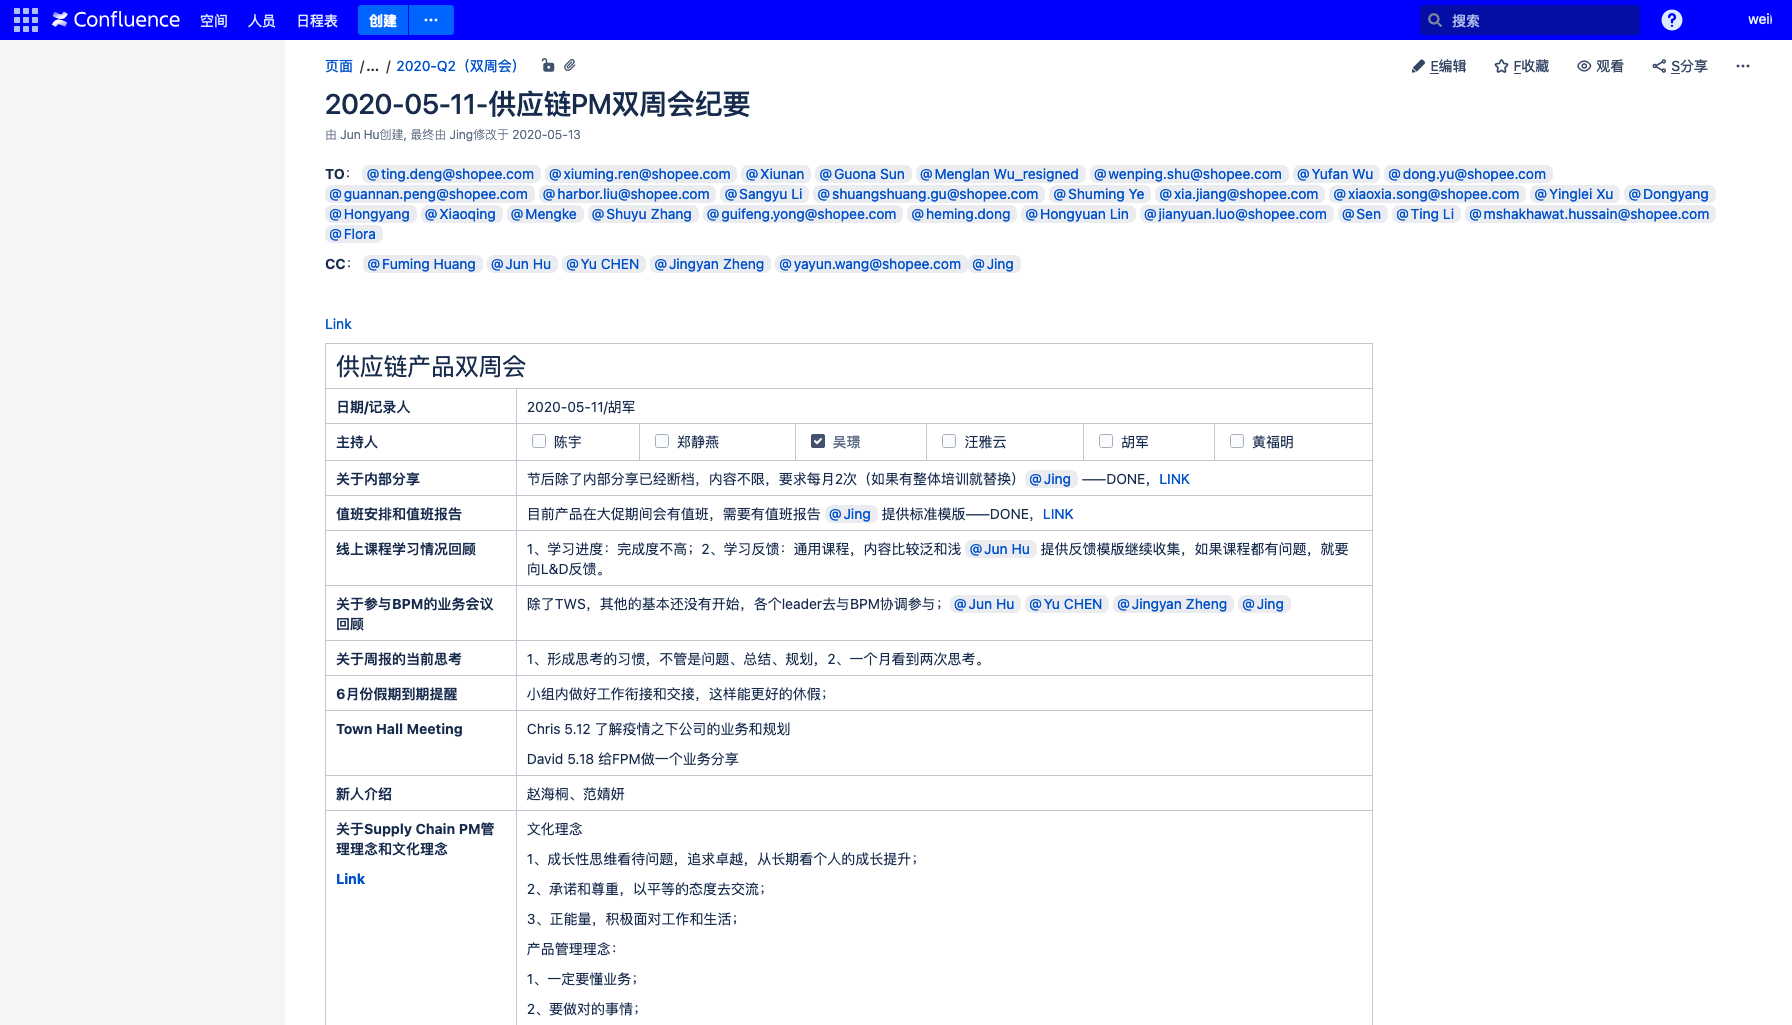 Confluence 空间 人员 日程表 创建 ··· 搜索 ? wei
页面 /... / 2020-Q2（双周会） E编辑 F收藏 观看 S分享 ···
2020-05-11-供应链PM双周会纪要
由 Jun Hu创建, 最终由 Jing修改于 2020-05-13
TO： @ting.deng@shopee.com @xiuming.ren@shopee.com @Xiunan @Guona Sun @Menglan Wu_resigned @wenping.shu@shopee.com @Yufan Wu @dong.yu@shopee.com
@guannan.peng@shopee.com @harbor.liu@shopee.com @Sangyu Li @shuangshuang.gu@shopee.com @Shuming Ye @xia.jiang@shopee.com @xiaoxia.song@shopee.com @Yinglei Xu @Dongyang
@Hongyang @Xiaoqing @Mengke @Shuyu Zhang @guifeng.yong@shopee.com @heming.dong @Hongyuan Lin @jianyuan.luo@shopee.com @Sen @Ting Li @mshakhawat.hussain@shopee.com
@Flora
CC： @Fuming Huang @Jun Hu @Yu CHEN @Jingyan Zheng @yayun.wang@shopee.com @Jing
Link
供应链产品双周会
日期/记录人 2020-05-11/胡军
主持人 陈宇 郑静燕 吴璟 汪雅云 胡军 黄福明
关于内部分享 节后除了内部分享已经断档，内容不限，要求每月2次（如果有整体培训就替换） @Jing ——DONE，LINK
值班安排和值班报告 目前产品在大促期间会有值班，需要有值班报告 @Jing 提供标准模版——DONE，LINK
线上课程学习情况回顾 1、学习进度：完成度不高；2、学习反馈：通用课程，内容比较泛和浅 @Jun Hu 提供反馈模版继续收集，如果课程都有问题，就要
向L&D反馈。
关于参与BPM的业务会议 除了TWS，其他的基本还没有开始，各个leader去与BPM协调参与； @Jun Hu @Yu CHEN @Jingyan Zheng @Jing
回顾
关于周报的当前思考 1、形成思考的习惯，不管是问题、总结、规划，2、一个月看到两次思考。
6月份假期到期提醒 小组内做好工作衔接和交接，这样能更好的休假；
Town Hall Meeting Chris 5.12 了解疫情之下公司的业务和规划
David 5.18 给FPM做一个业务分享
新人介绍 赵海桐、范婧妍
关于Supply Chain PM管 文化理念
理理念和文化理念
1、成长性思维看待问题，追求卓越，从长期看个人的成长提升；
Link
2、承诺和尊重，以平等的态度去交流；
3、正能量，积极面对工作和生活；
产品管理理念：
1、一定要懂业务；
2、要做对的事情；